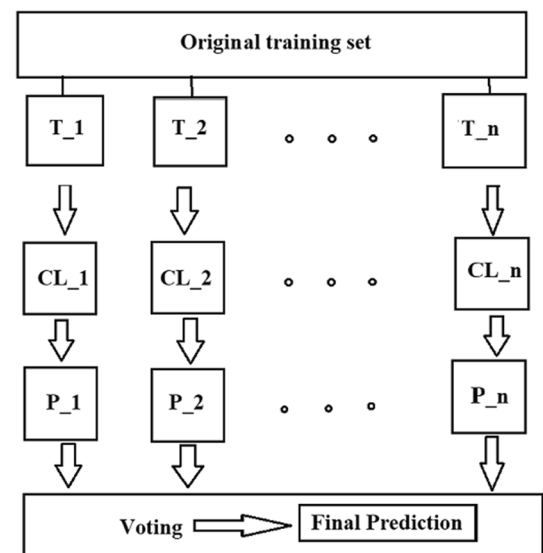 Original training set
T_1 T_2 T_n
CL_1 CL_2 CL_n
P_1 P_2 P_n
Voting Final Prediction